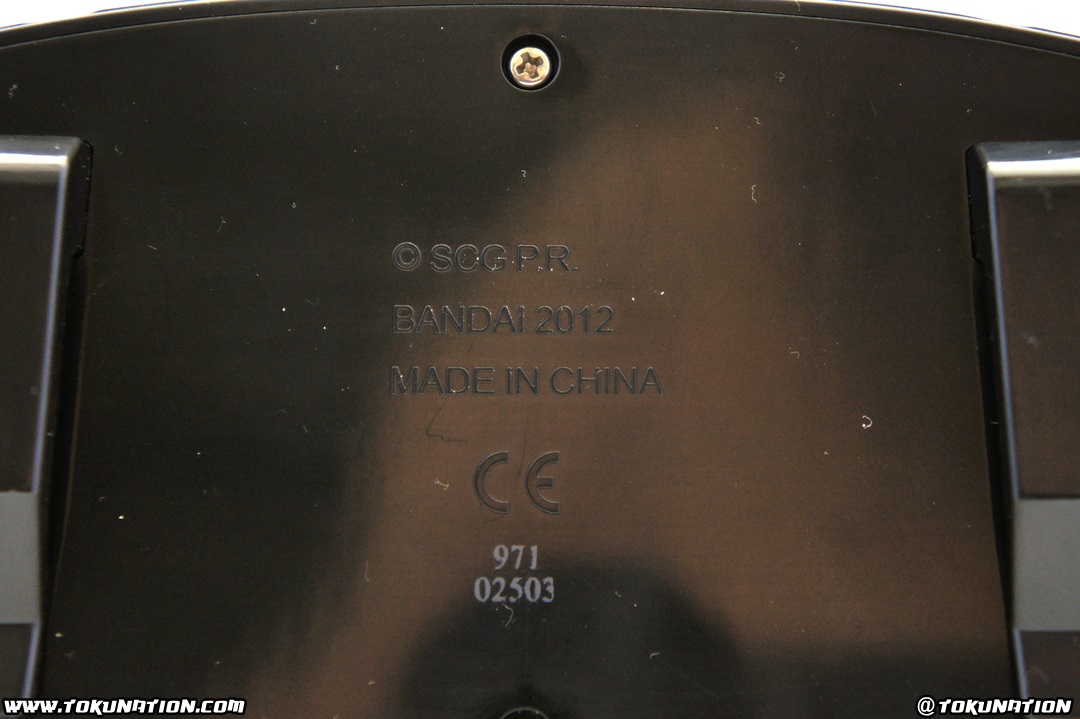 © SCG P.R.
BANDAI 2012
MADE IN CHINA
CE
971
02503
WWW.TOKUNATION.COM
@TOKUNATION